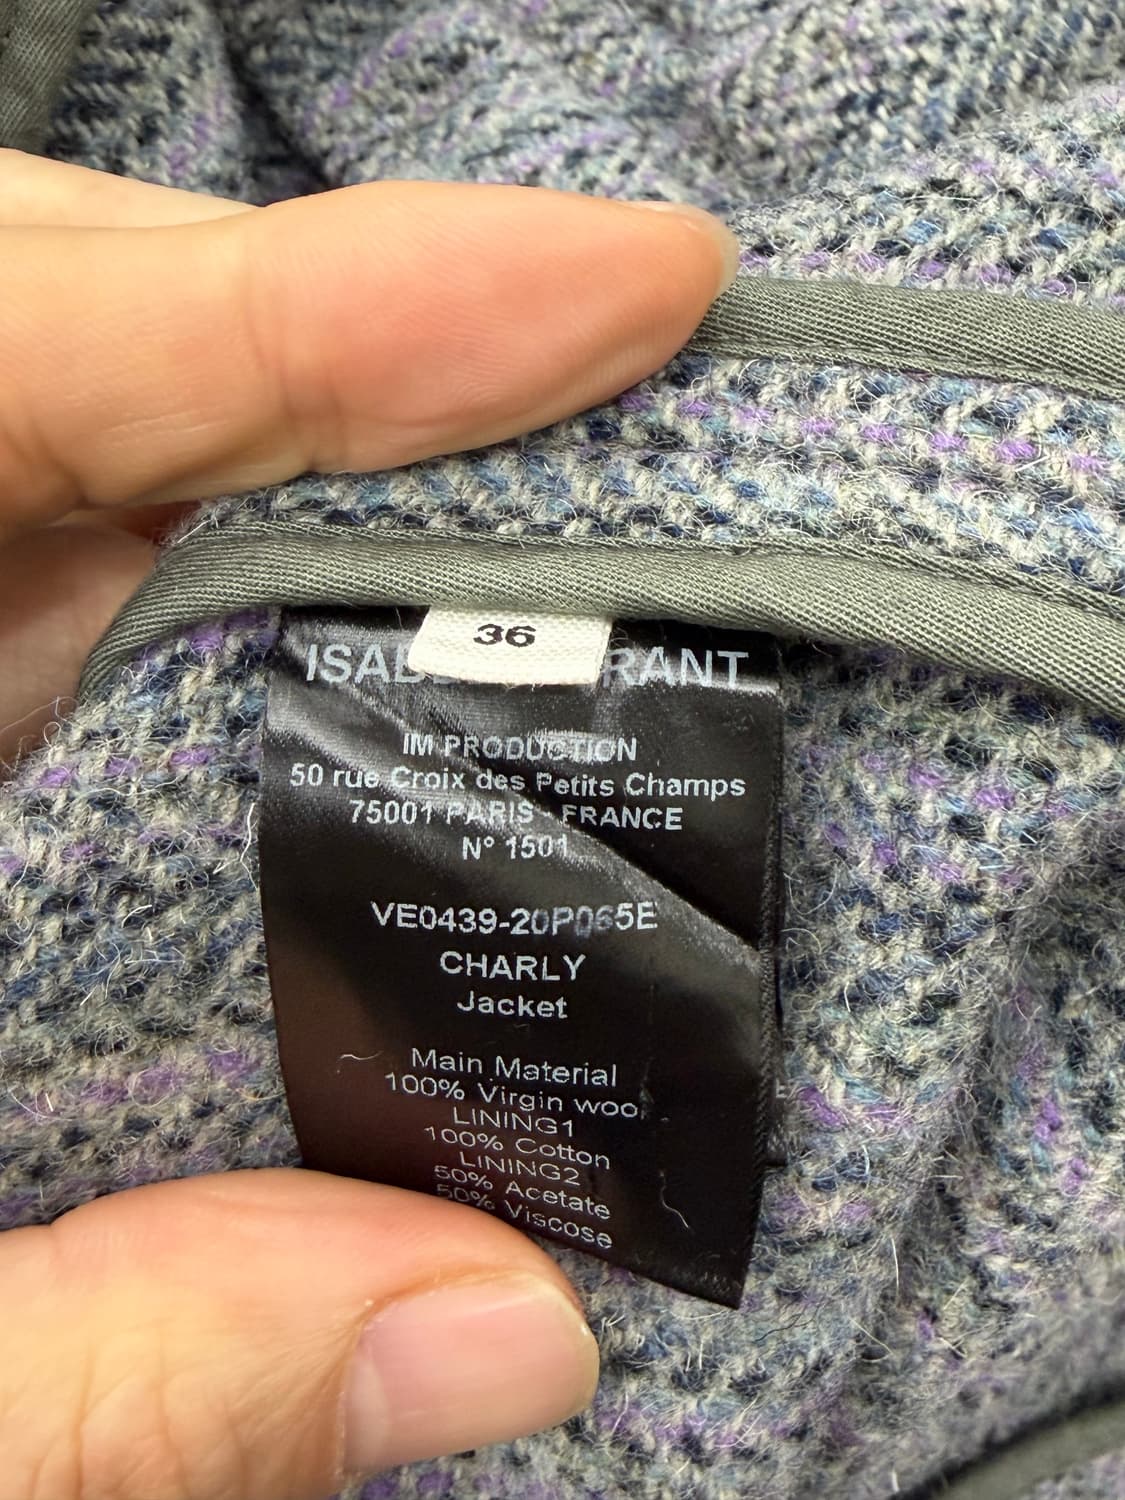 36
ISAB RANT
IM PRODUCTION
50 rue Croix des Petits Champs
75001 PARIS - FRANCE
N° 1501
VE0439-20P065E
CHARLY
Jacket
Main Material
100% Virgin wool
LINING1
100% Cotton
LINING2
50% Acetate
50% Viscose